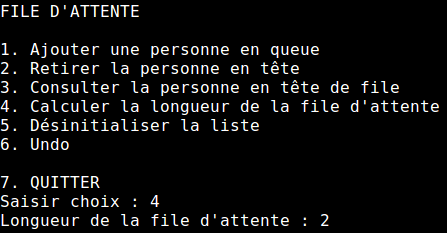 FILE D'ATTENTE
1. Ajouter une personne en queue
2. Retirer la personne en tête
3. Consulter la personne en tête de file
4. Calculer la longueur de la file d'attente
5. Désinitialiser la liste
6. Undo
7. QUITTER
Saisir choix : 4
Longueur de la file d'attente : 2